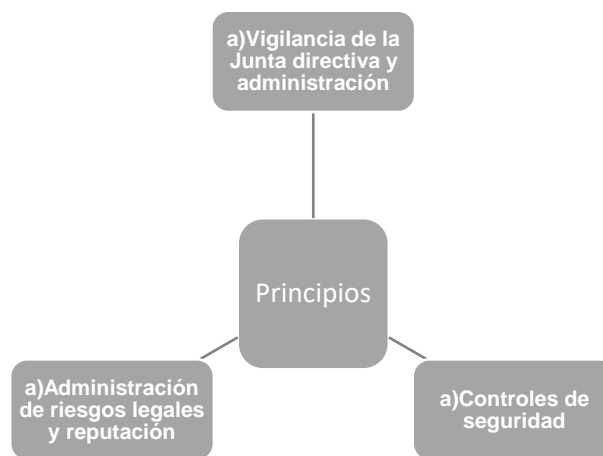 a)Vigilancia de la
Junta directiva y
administración
Principios
a)Administración
de riesgos legales
y reputación
a)Controles de
seguridad